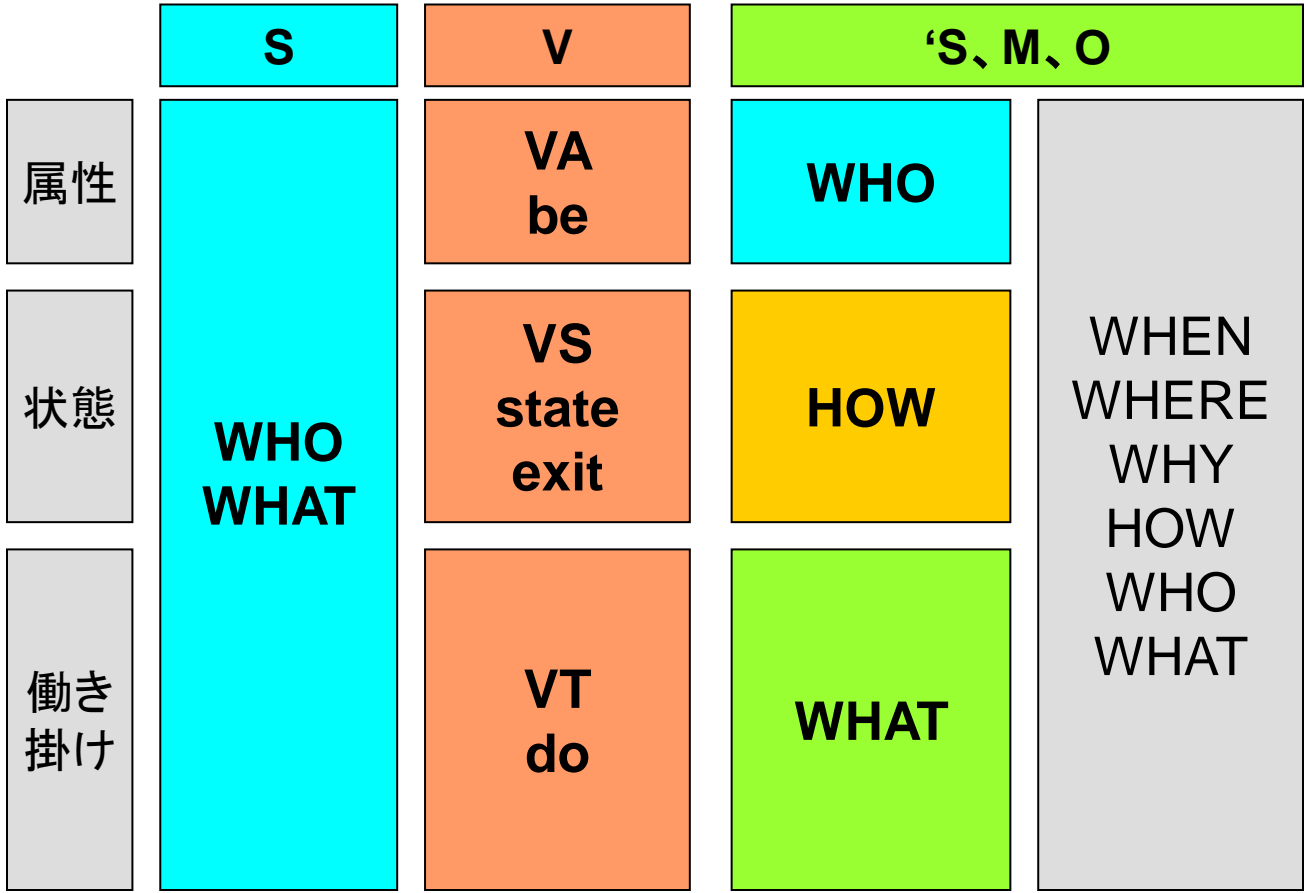 S
V
‘S、M、O
属性
WHO
WHAT
VA
be
WHO
WHEN
WHERE
WHY
HOW
WHO
WHAT
状態
VS
state
exit
HOW
働き
掛け
VT
do
WHAT